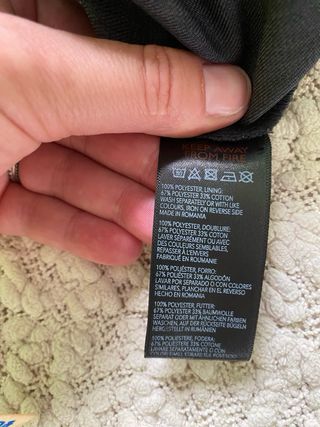 KEEP AWAY
FROM FIRE
100% POLYESTER, LINING:
67% POLYESTER 33% COTTON
WASH SEPARATELY OR WITH LIKE
COLOURS, IRON ON REVERSE SIDE
MADE IN ROMANIA
100% POLYESTER, DOUBLURE:
67% POLYESTER 33% COTON
LAVER SÉPARÉMENT OU AVEC
DES COULEURS SEMBLABLES,
REPASSER À L'ENVERS
FABRIQUÉ EN ROUMANIE
100% POLIÉSTER, FORRO:
67% POLIÉSTER 33% ALGODÓN
LAVAR POR SEPARADO O CON COLORES
SIMILARES, PLANCHAR EN EL REVERSO
HECHO EN ROMANIA
100% POLYESTER, FUTTER:
67% POLYESTER 33% BAUMWOLLE
SEPARAT ODER MIT ÄHNLICHEN FARBEN
WASCHEN, AUF DER RÜCKSEITE BÜGELN
HERGESTELLT IN RUMÄNIEN
100% POLIESTERE, FODERA:
67% POLIESTERE 33% COTONE
LAVARE SEPARATAMENTE O CON